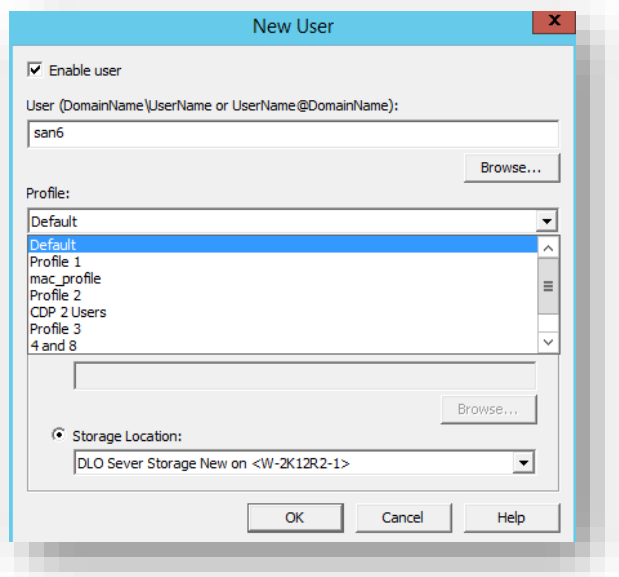 New User
x
Enable user
User (DomainName\UserName or UserName@DomainName):
san6
Browse...
Profile:
Default
Default
Profile 1
mac_profile
Profile 2
CDP 2 Users
Profile 3
4 and 8
Browse...
Storage Location:
DLO Sever Storage New on <W-2K12R2-1>
OK Cancel Help